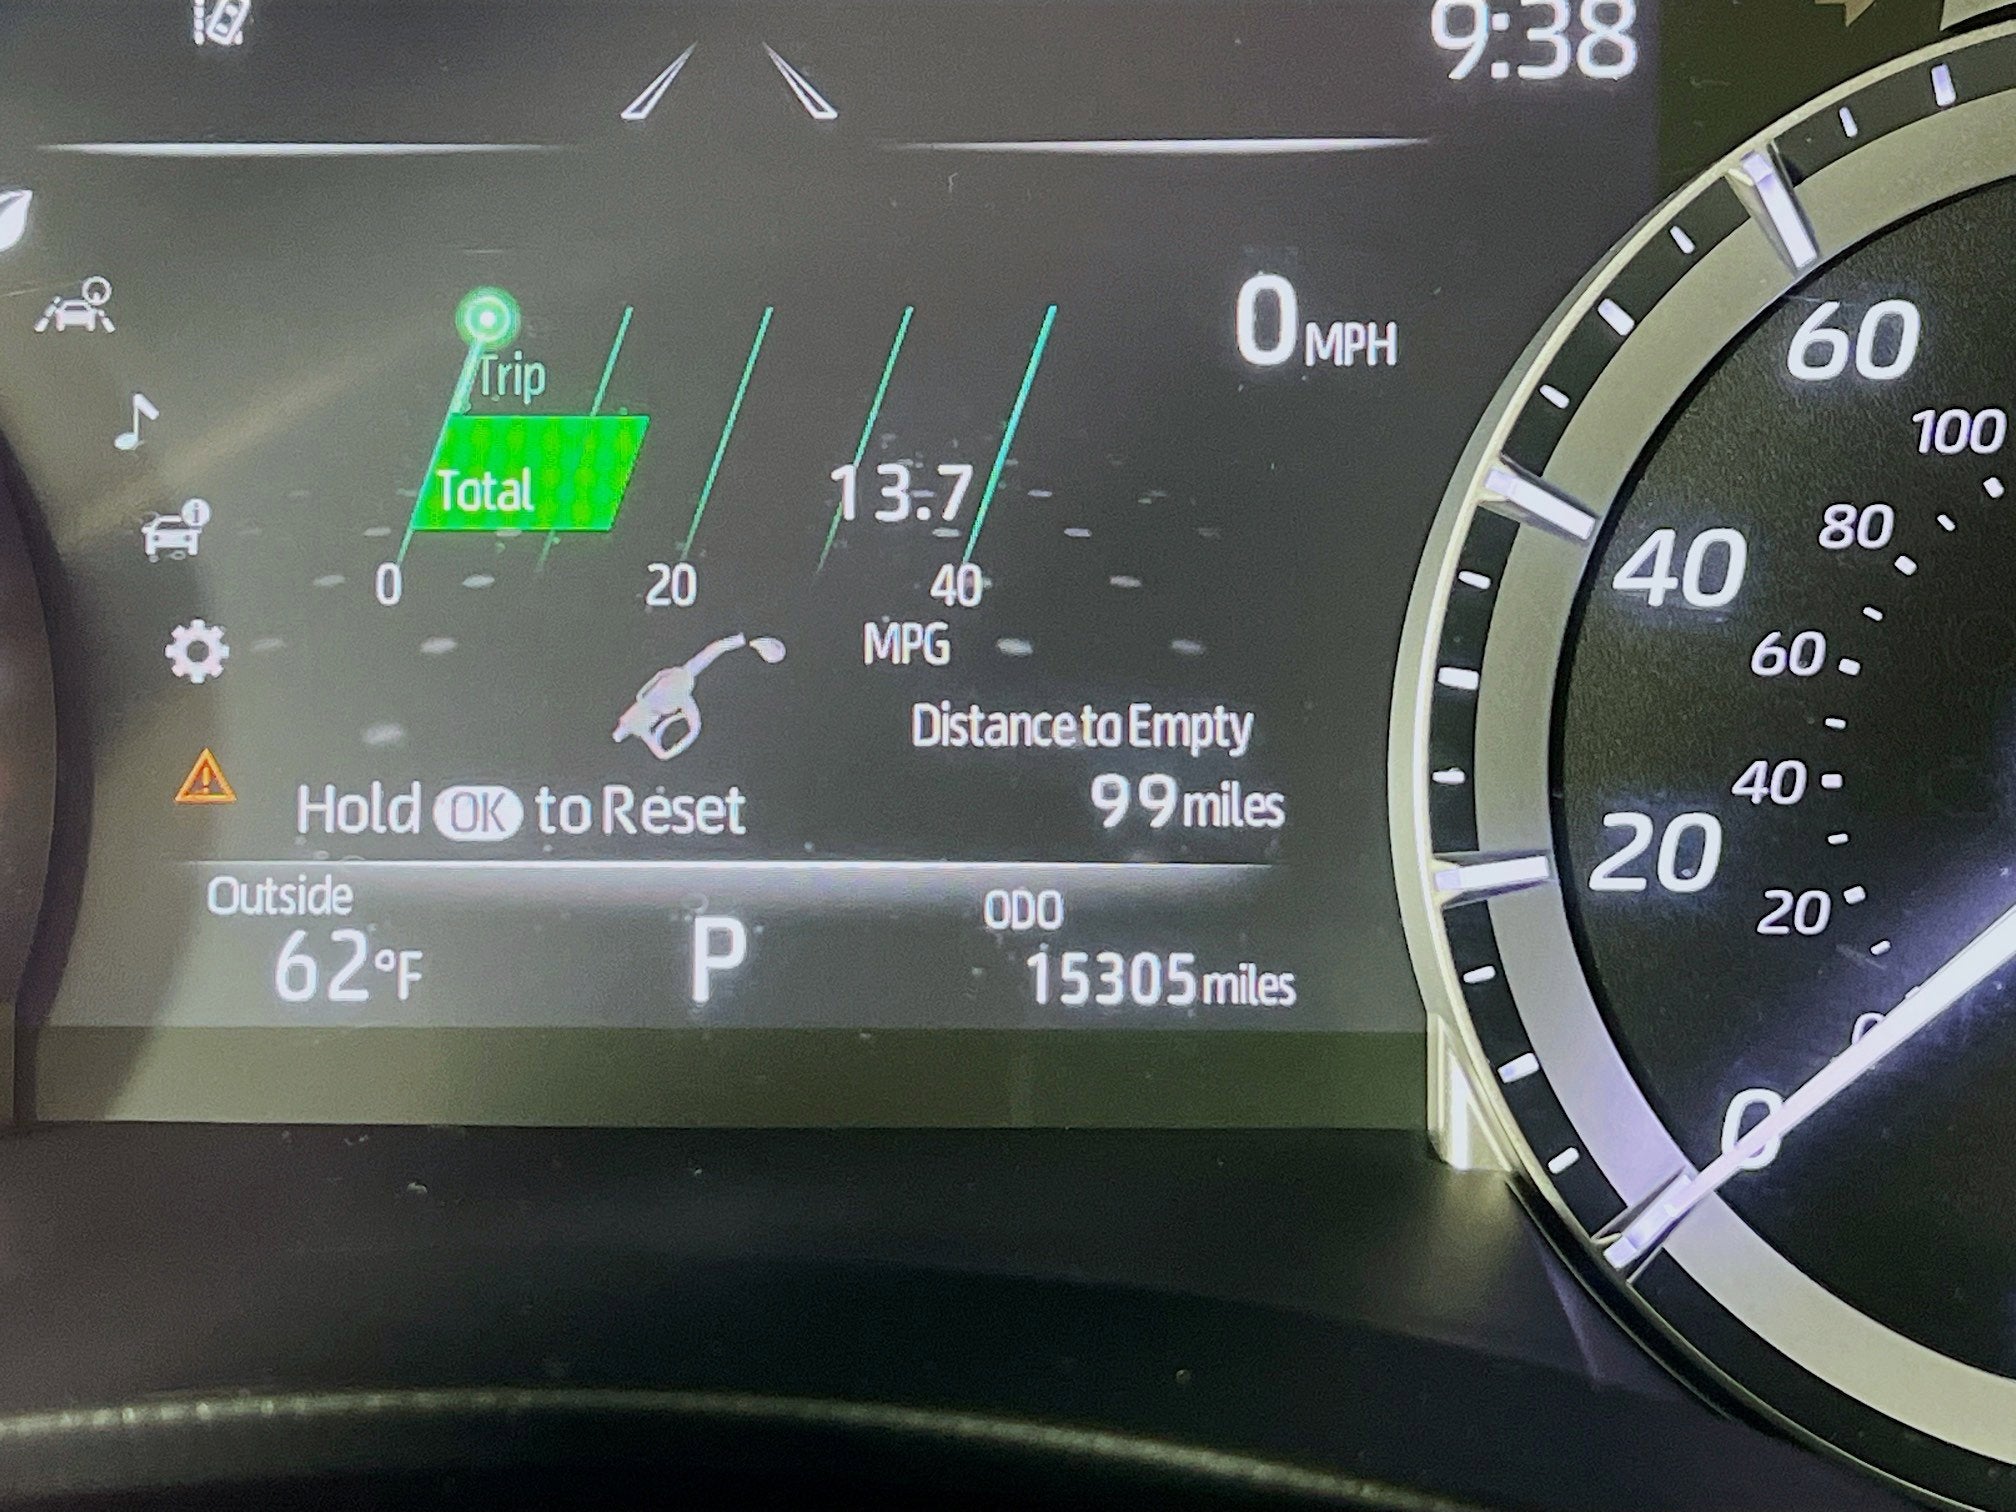 9:38
0 MPH
Trip
Total 13.7
0 20 40
MPG
Distance to Empty
99 miles
Hold OK to Reset
Outside
62°F
P
ODO
15305 miles
60
100
80
40
60
40
20
20
0
0